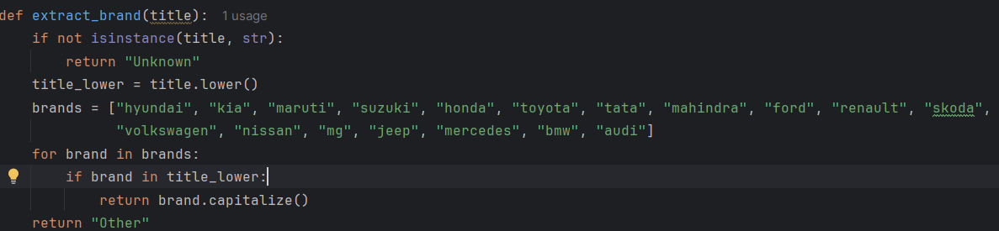 def extract_brand(title): 1 usage
    if not isinstance(title, str):
        return "Unknown"
    title_lower = title.lower()
    brands = ["hyundai", "kia", "maruti", "suzuki", "honda", "toyota", "tata", "mahindra", "ford", "renault", "skoda",
              "volkswagen", "nissan", "mg", "jeep", "mercedes", "bmw", "audi"]
    for brand in brands:
        if brand in title_lower:
            return brand.capitalize()
    return "Other"